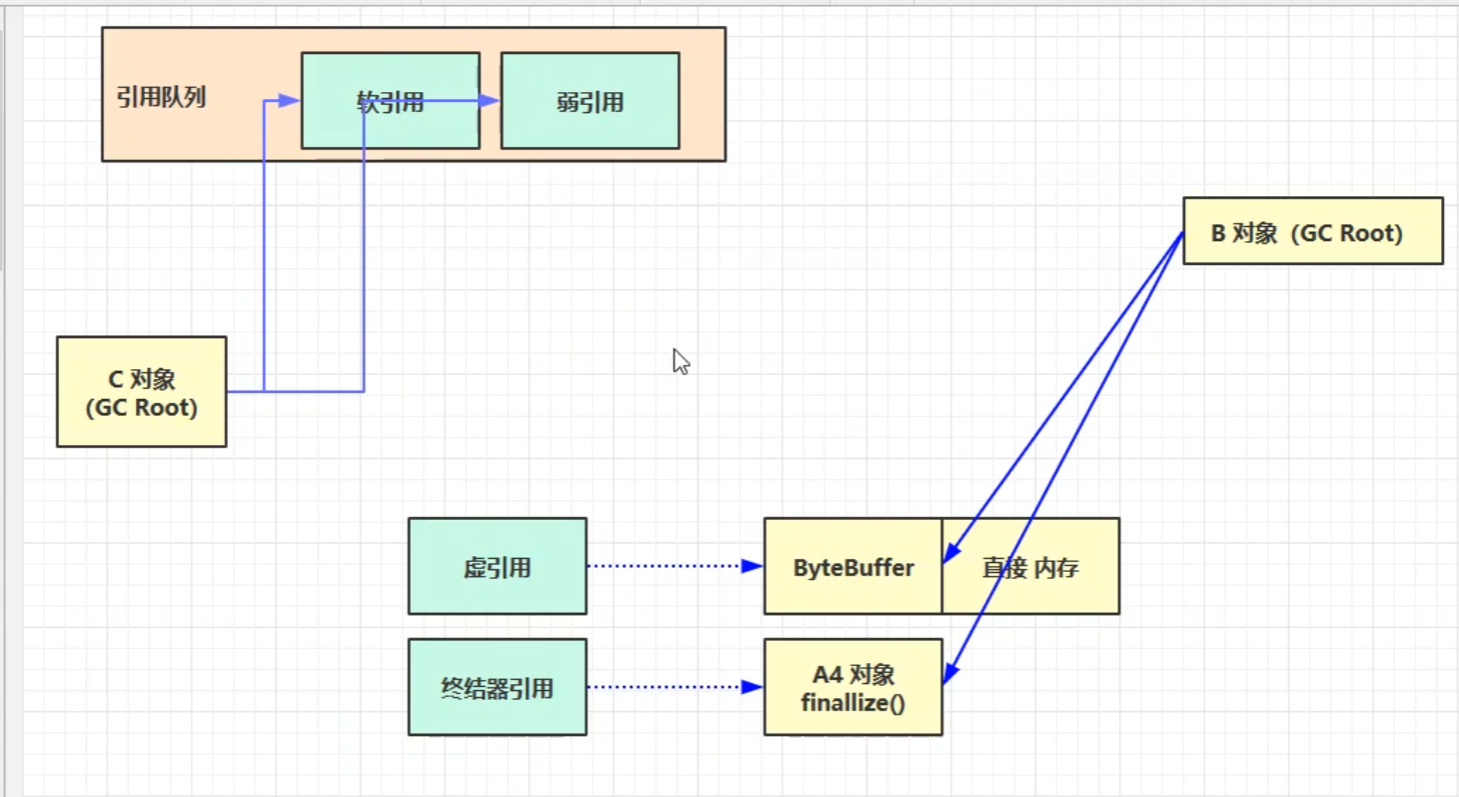 引用队列
软引用
弱引用
B 对象（GC Root)
C 对象
(GC Root)
虚引用
ByteBuffer
直接 内存
终结器引用
A4 对象
finallize()